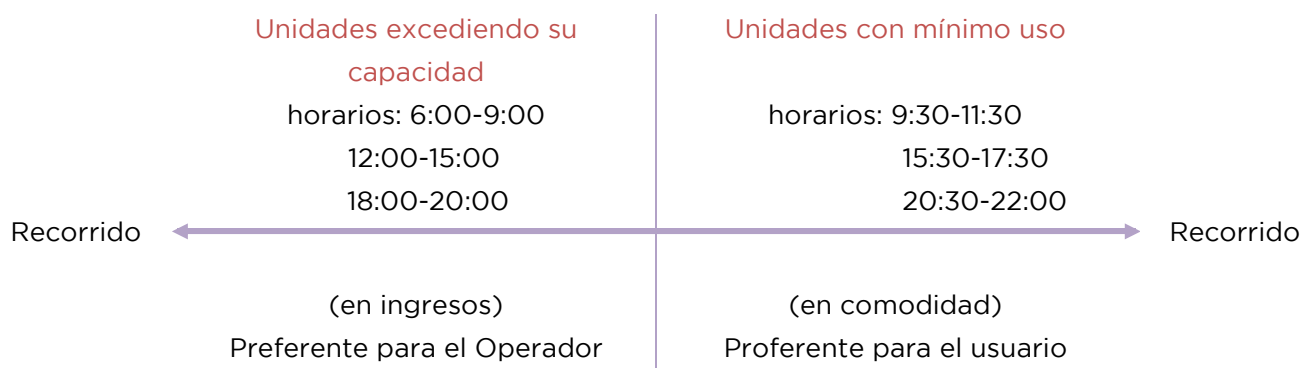 Unidades excediendo su
capacidad
horarios: 6:00-9:00
12:00-15:00
18:00-20:00
Unidades con mínimo uso
horarios: 9:30-11:30
15:30-17:30
20:30-22:00
Recorrido
Recorrido
(en ingresos)
Preferente para el Operador
(en comodidad)
Proferente para el usuario